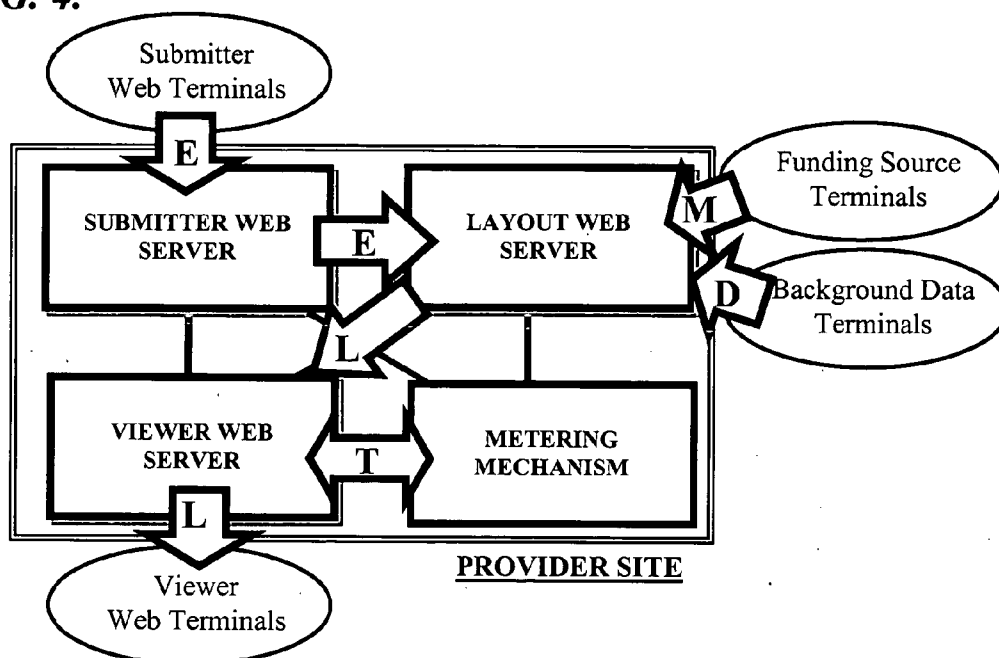 G. 4.
Submitter
Web Terminals
E
SUBMITTER WEB
SERVER
E
LAYOUT WEB
SERVER
M
Funding Source
Terminals
D
Background Data
Terminals
L
VIEWER WEB
SERVER
T
METERING
MECHANISM
L
PROVIDER SITE
Viewer
Web Terminals